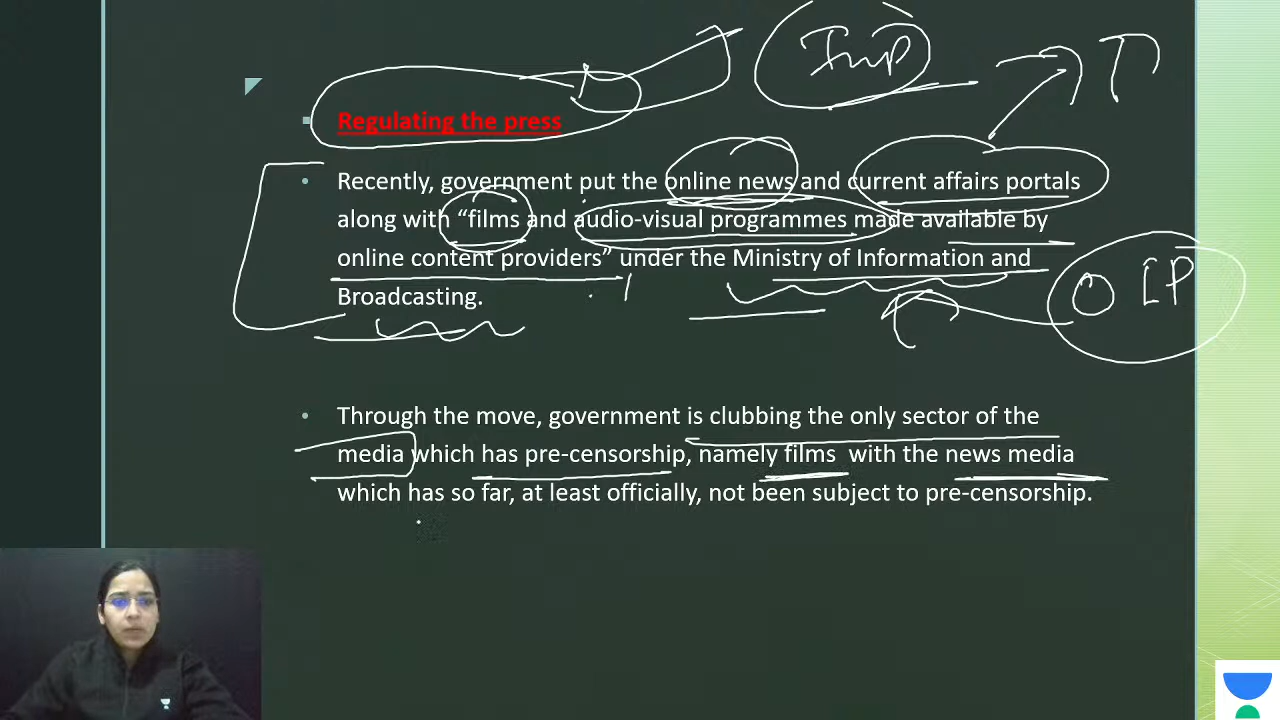 Imp
Regulating the press
Recently, government put the online news and current affairs portals
along with “films and audio-visual programmes made available by
online content providers” under the Ministry of Information and
Broadcasting.
Through the move, government is clubbing the only sector of the
media which has pre-censorship, namely films with the news media
which has so far, at least officially, not been subject to pre-censorship.